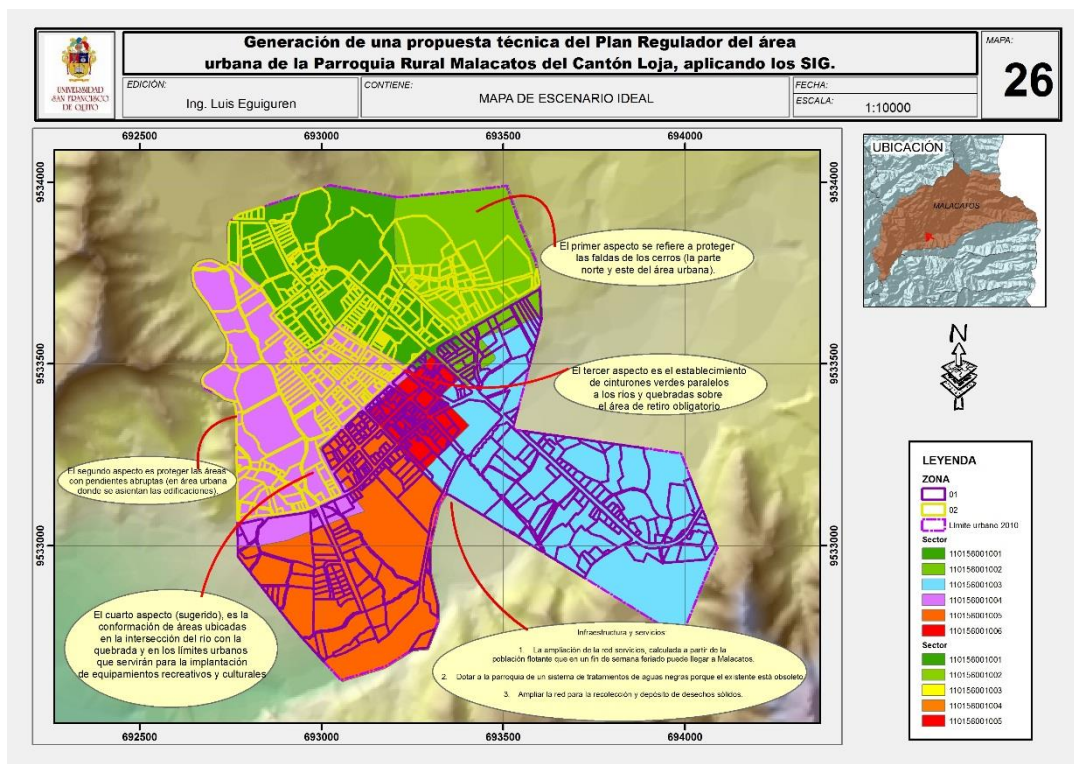 UNIVERSIDAD
SAN FRANCISCO
DE QUITO
Generación de una propuesta técnica del Plan Regulador del área
urbana de la Parroquia Rural Malacatos del Cantón Loja, aplicando los SIG.
EDICIÓN:
Ing. Luis Eguiguren
CONTIENE:
MAPA DE ESCENARIO IDEAL
FECHA:
ESCALA:
1:10000
MAPA:
26
692500
693000
693500
694000
9534000
9533500
9533000
9534000
9533500
9533000
692500
693000
693500
694000
El primer aspecto se refiere a proteger
las faldas de los cerros (la parte
norte y este del área urbana).
El tercer aspecto es el establecimiento
de cinturones verdes paralelos
a los ríos y quebradas sobre
el área de retiro obligatorio
El segundo aspecto es proteger las áreas
con pendientes abruptas (en área urbana
donde se asientan las edificaciones).
El cuarto aspecto (sugerido), es la
conformación de áreas ubicadas
en la intersección del rio con la
quebrada y en los límites urbanos
que servirán para la implantación
de equipamientos recreativos y culturales
Infraestructura y servicios:
1. La ampliación de la red servicios, calculada a partir de la
población flotante que en un fin de semana feriado puede llegar a Malacatos.
2. Dotar a la parroquia de un sistema de tratamientos de aguas negras porque el existente está obsoleto.
3. Ampliar la red para la recolección y depósito de desechos sólidos.
UBICACIÓN
MALACATOS
N
LEYENDA
ZONA
01
02
Límite urbano 2010
Sector
110156001001
110156001002
110156001003
110156001004
110156001005
110156001006
Sector
110156001001
110156001002
110156001003
110156001004
110156001005